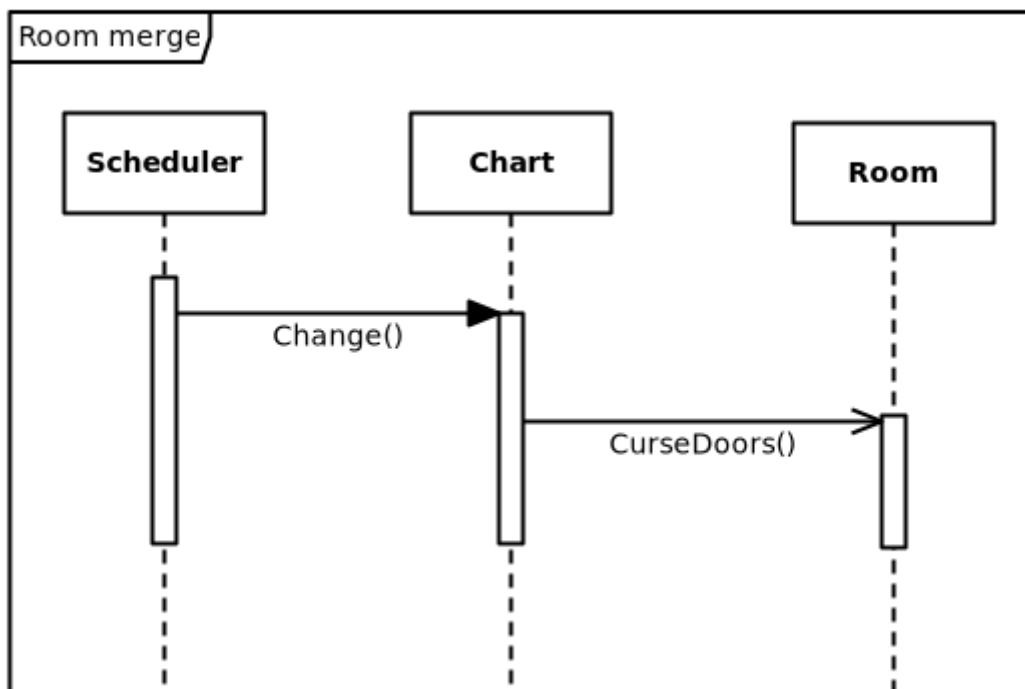 Room merge
Scheduler
Chart
Room
Change()
CurseDoors()